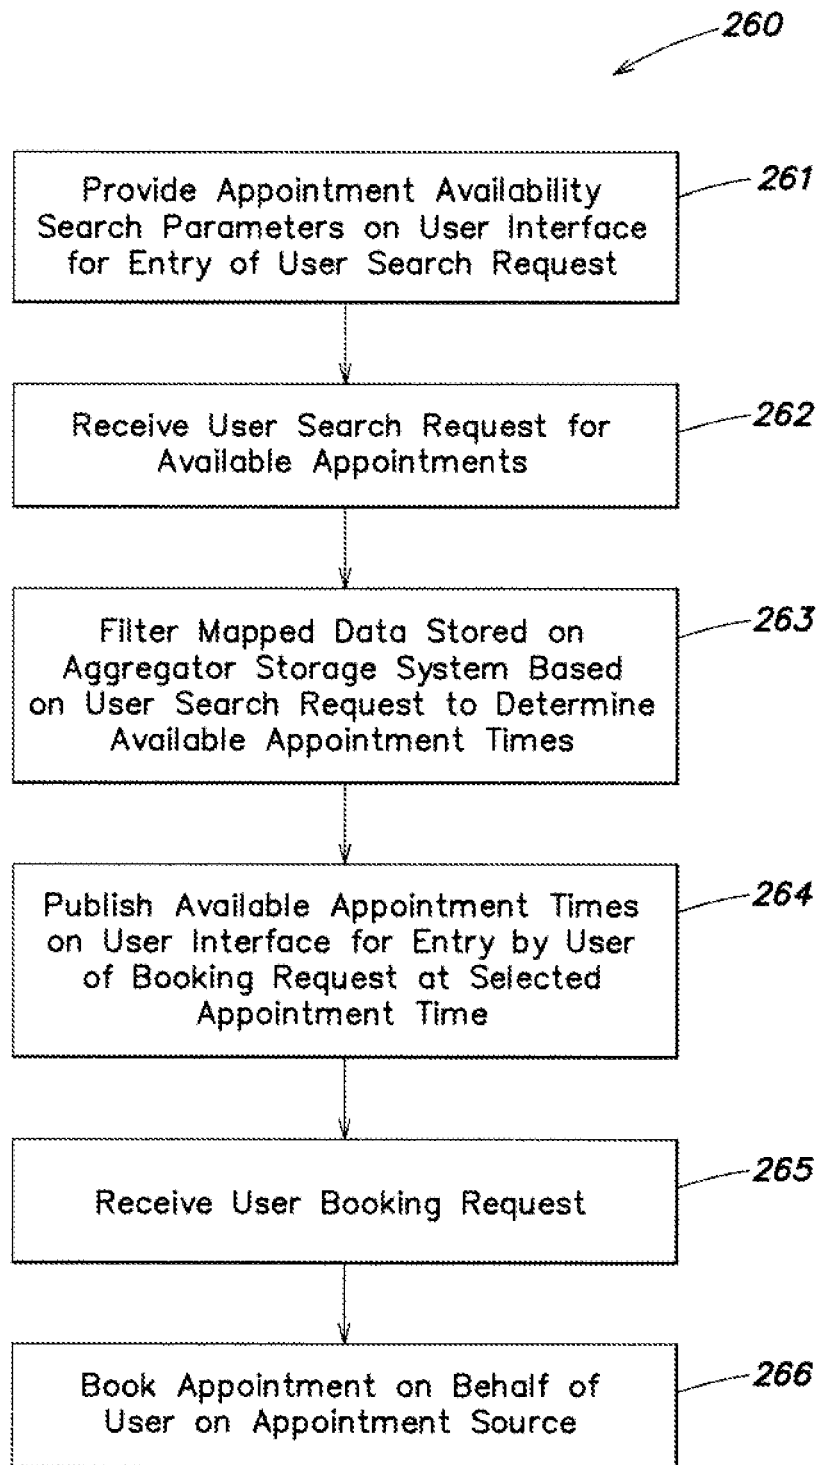 260
261
Provide Appointment Availability
Search Parameters on User Interface
for Entry of User Search Request
262
Receive User Search Request for
Available Appointments
263
Filter Mapped Data Stored on
Aggregator Storage System Based
on User Search Request to Determine
Available Appointment Times
264
Publish Available Appointment Times
on User Interface for Entry by User
of Booking Request at Selected
Appointment Time
265
Receive User Booking Request
266
Book Appointment on Behalf of
User on Appointment Source